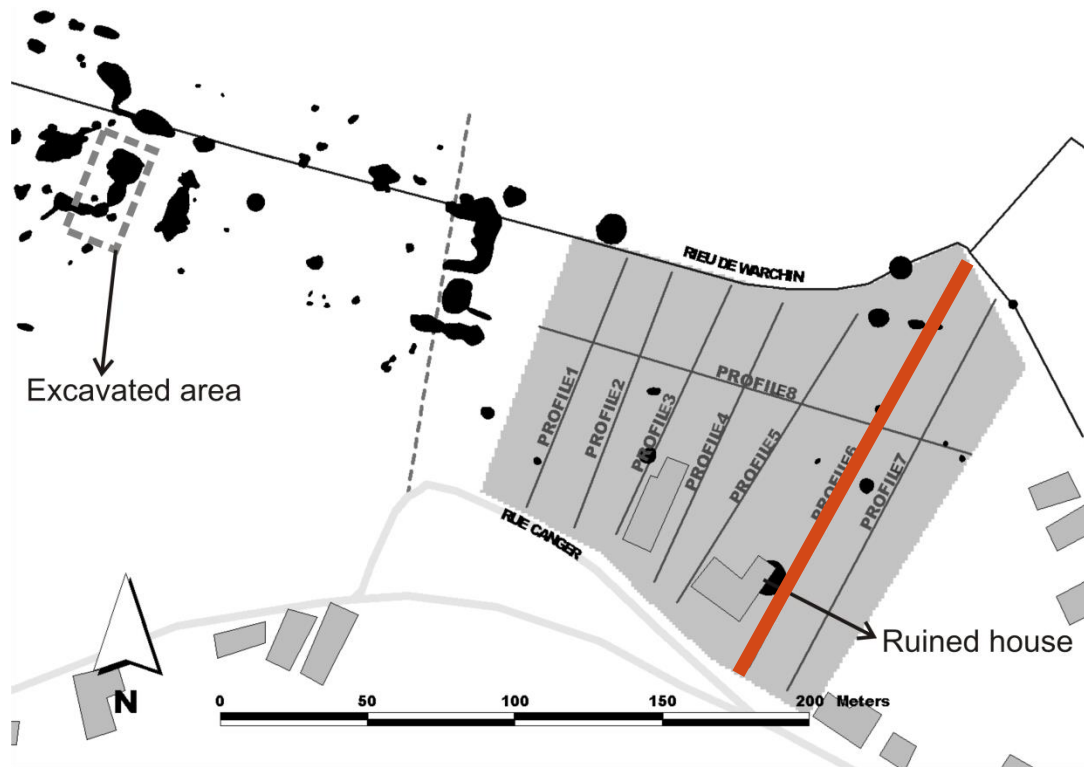 RIEU DE WARCHIN
Excavated area
PROFILE1
PROFILE2
PROFILE3
PROFILE4
PROFILE5
PROFILE6
PROFILE7
PROFILE8
RUE CANGER
Ruined house
N
0 50 100 150 200 Meters